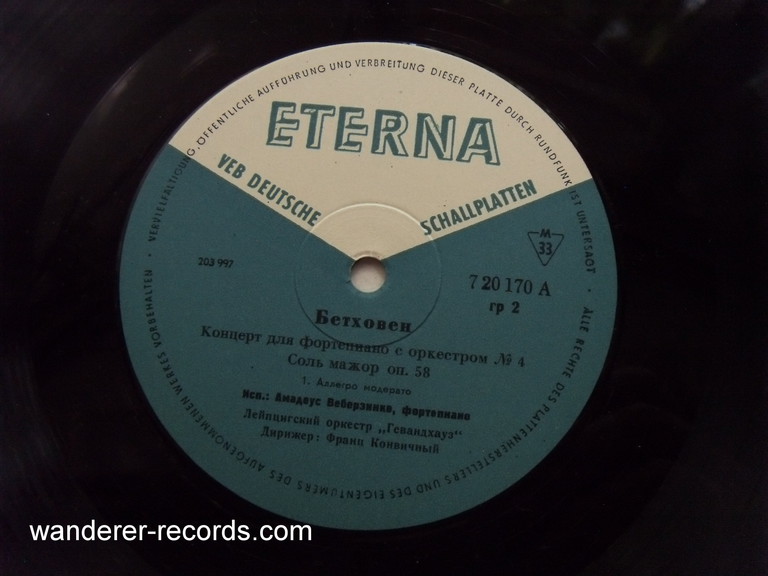 VERVIELFÄLTIGUNG, ÖFFENTLICHE AUFFÜHRUNG UND VERBREITUNG DIESER PLATTE DURCH RUNDFUNK IST UNTERSAGT · ALLE RECHTE DES PLATTENHERSTELLERS UND DES EIGENTÜMERS DES AUFGENOMMENEN WERKES VORBEHALTEN ·
ETERNA
VEB DEUTSCHE SCHALLPLATTEN
M
33
203 997
7 20 170 A
гр 2
Бетховен
Концерт для фортепиано с оркестром № 4
Соль мажор оп. 58
1. Аллегро модерато
Исп.: Амадеус Веберзинке, фортепиано
Лейпцигский оркестр „Гевандхауз“
Дирижер: Франц Конвичный
wanderer-records.com